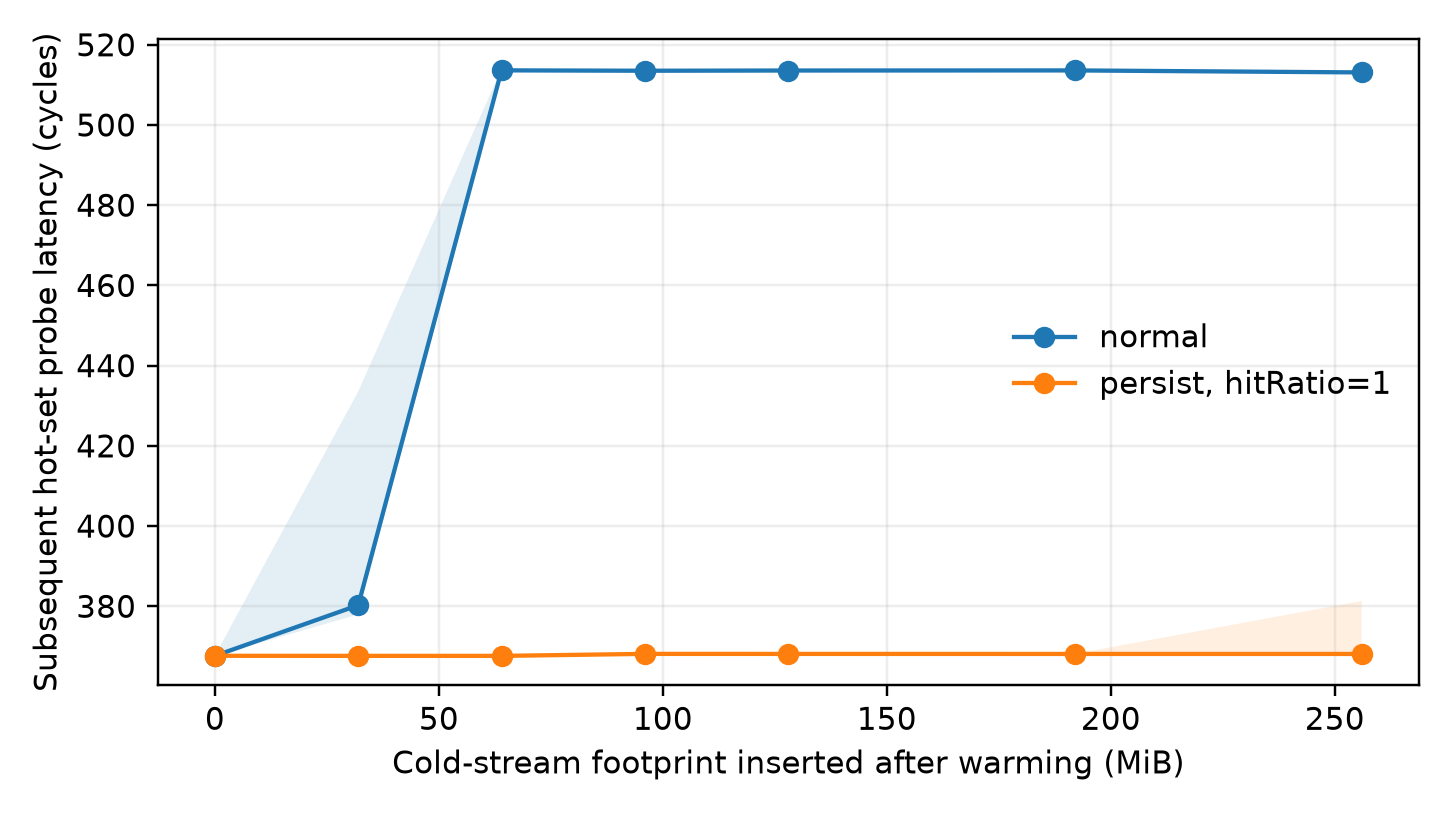 Subsequent hot-set probe latency (cycles)
520
500
480
460
440
420
400
380
normal
persist, hitRatio=1
0 50 100 150 200 250
Cold-stream footprint inserted after warming (MiB)